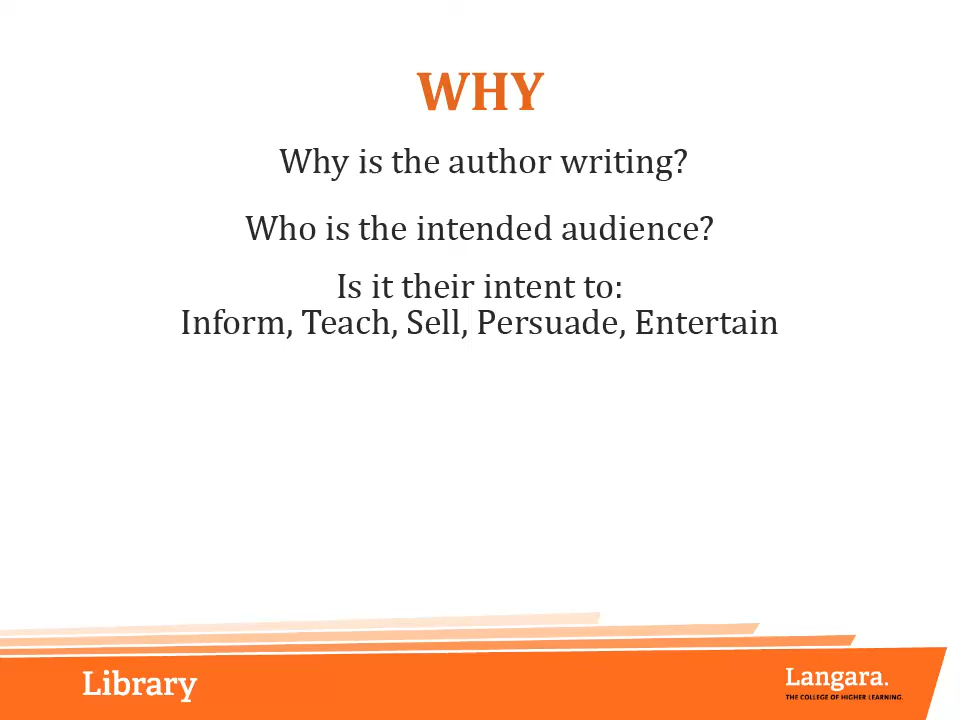 WHY
Why is the author writing?
Who is the intended audience?
Is it their intent to:
Inform, Teach, Sell, Persuade, Entertain
Library
Langara.
THE COLLEGE OF HIGHER LEARNING.